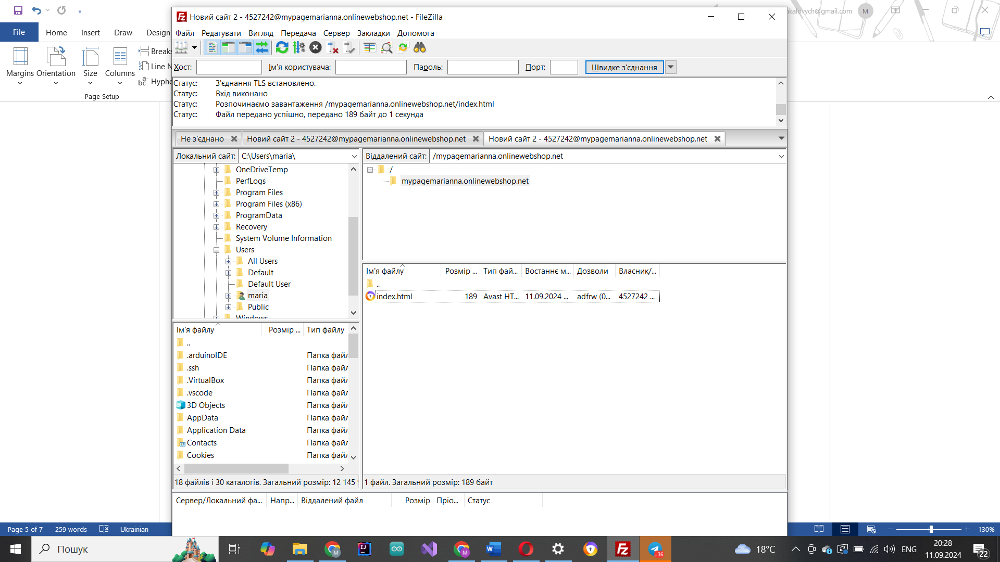 Новий сайт 2 - 4527242@mypagemarianna.onlinewebshop.net - FileZilla
kalovych@gmail.com
M
File
Home
Insert
Draw
Design
Файл Редагувати Вигляд Передача Сервер Закладки Допомога
Margins
Orientation
Size
Columns
Breaks
Line N
Hyphe
Page Setup
Хост:
Ім'я користувача:
Пароль:
Порт:
Швидке з'єднання
Статус: З'єднання TLS встановлено.
Статус: Вхід виконано
Статус: Розпочинаємо завантаження /mypagemarianna.onlinewebshop.net/index.html
Статус: Файл передано успішно, передано 189 байт до 1 секунда
Не з'єднано
Новий сайт 2 - 4527242@mypagemarianna.onlinewebshop.net
Новий сайт 2 - 4527242@mypagemarianna.onlinewebshop.net
Локальний сайт: C:\Users\maria\
OneDriveTemp
PerfLogs
Program Files
Program Files (x86)
ProgramData
Recovery
System Volume Information
Users
All Users
Default
Default User
maria
Public
Windows
Ім'я файлу Розмір ... Тип файлу
..
.arduinoIDE Папка файл
.ssh Папка файл
.VirtualBox Папка файл
.vscode Папка файл
3D Objects Папка файл
AppData Папка файл
Application Data Папка файл
Contacts Папка файл
Cookies Папка файл
18 файлів і 30 каталогів. Загальний розмір: 12 145
Віддалений сайт: /mypagemarianna.onlinewebshop.net
/
mypagemarianna.onlinewebshop.net
Ім'я файлу Розмір ... Тип фай... Востаннє м... Дозволи Власник/...
..
index.html 189 Avast HT... 11.09.2024 ... adfrw (0... 4527242 ...
1 файл. Загальний розмір: 189 байт
Сервер/Локальний фа... Напр... Віддалений файл Розмір Пріо... Статус
Page 5 of 7
259 words
Ukrainian
130%
Пошук
18°C
ENG
20:28
11.09.2024
22